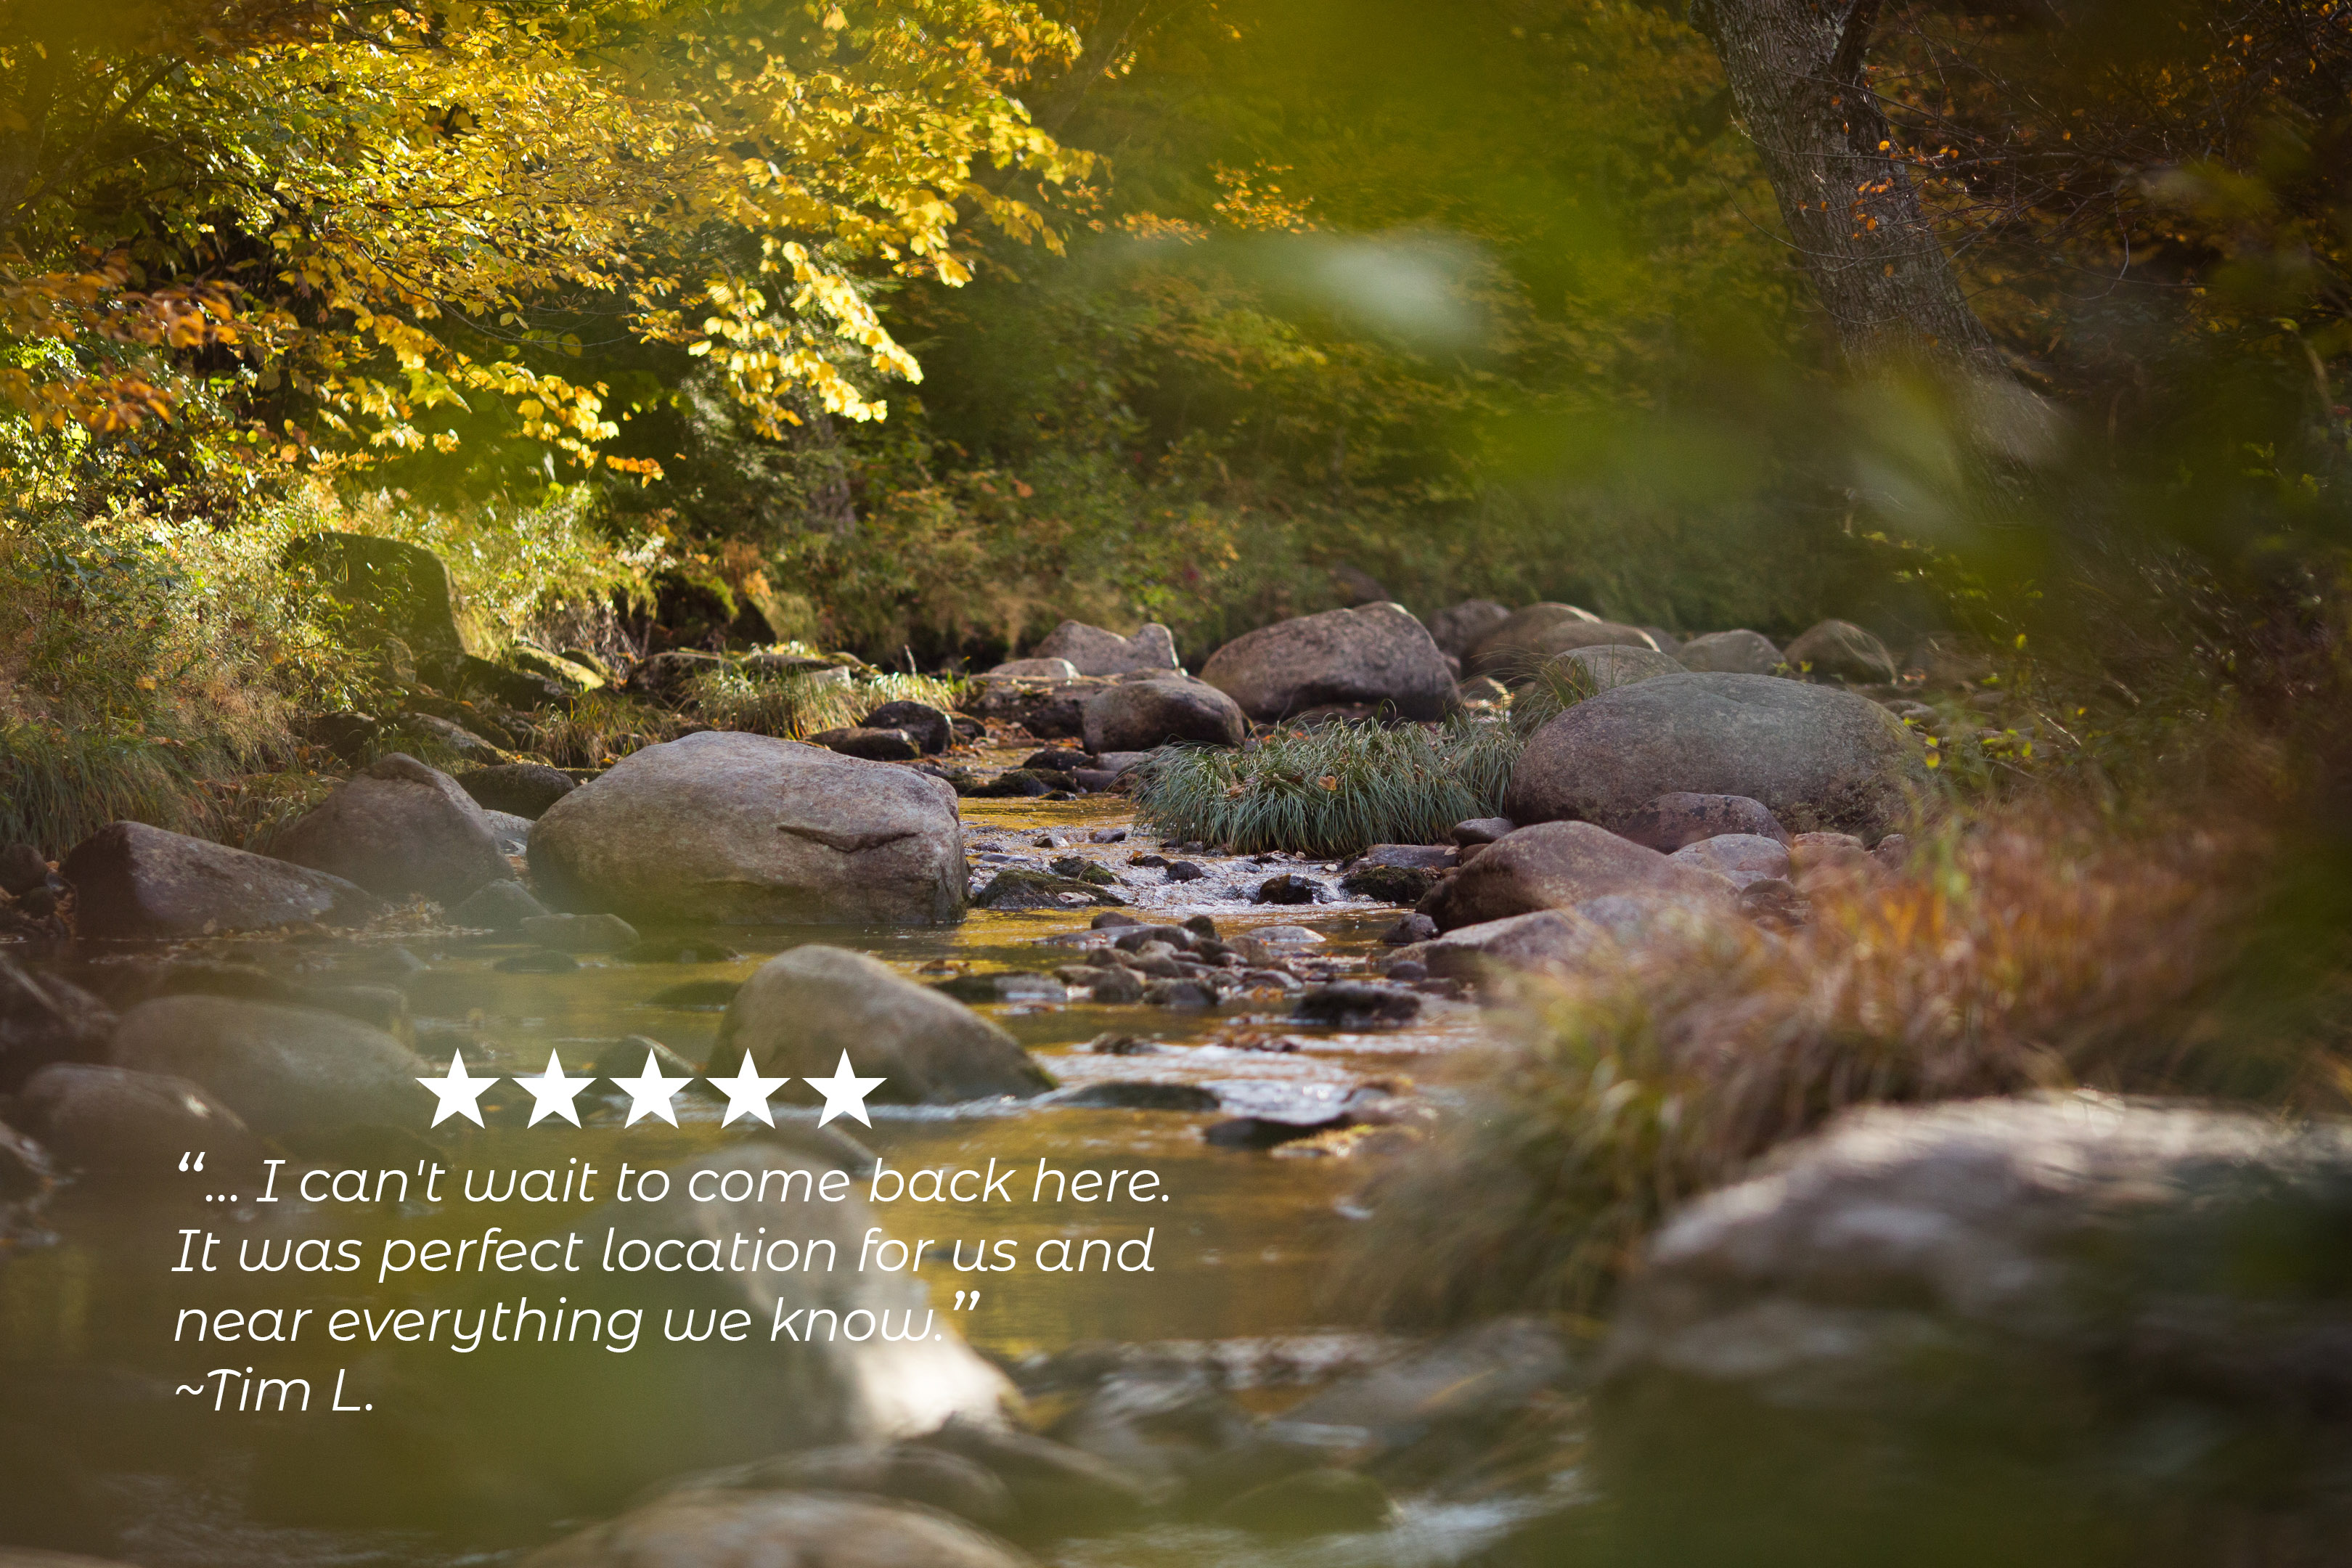 “... I can't wait to come back here.
It was perfect location for us and
near everything we know.”
~Tim L.